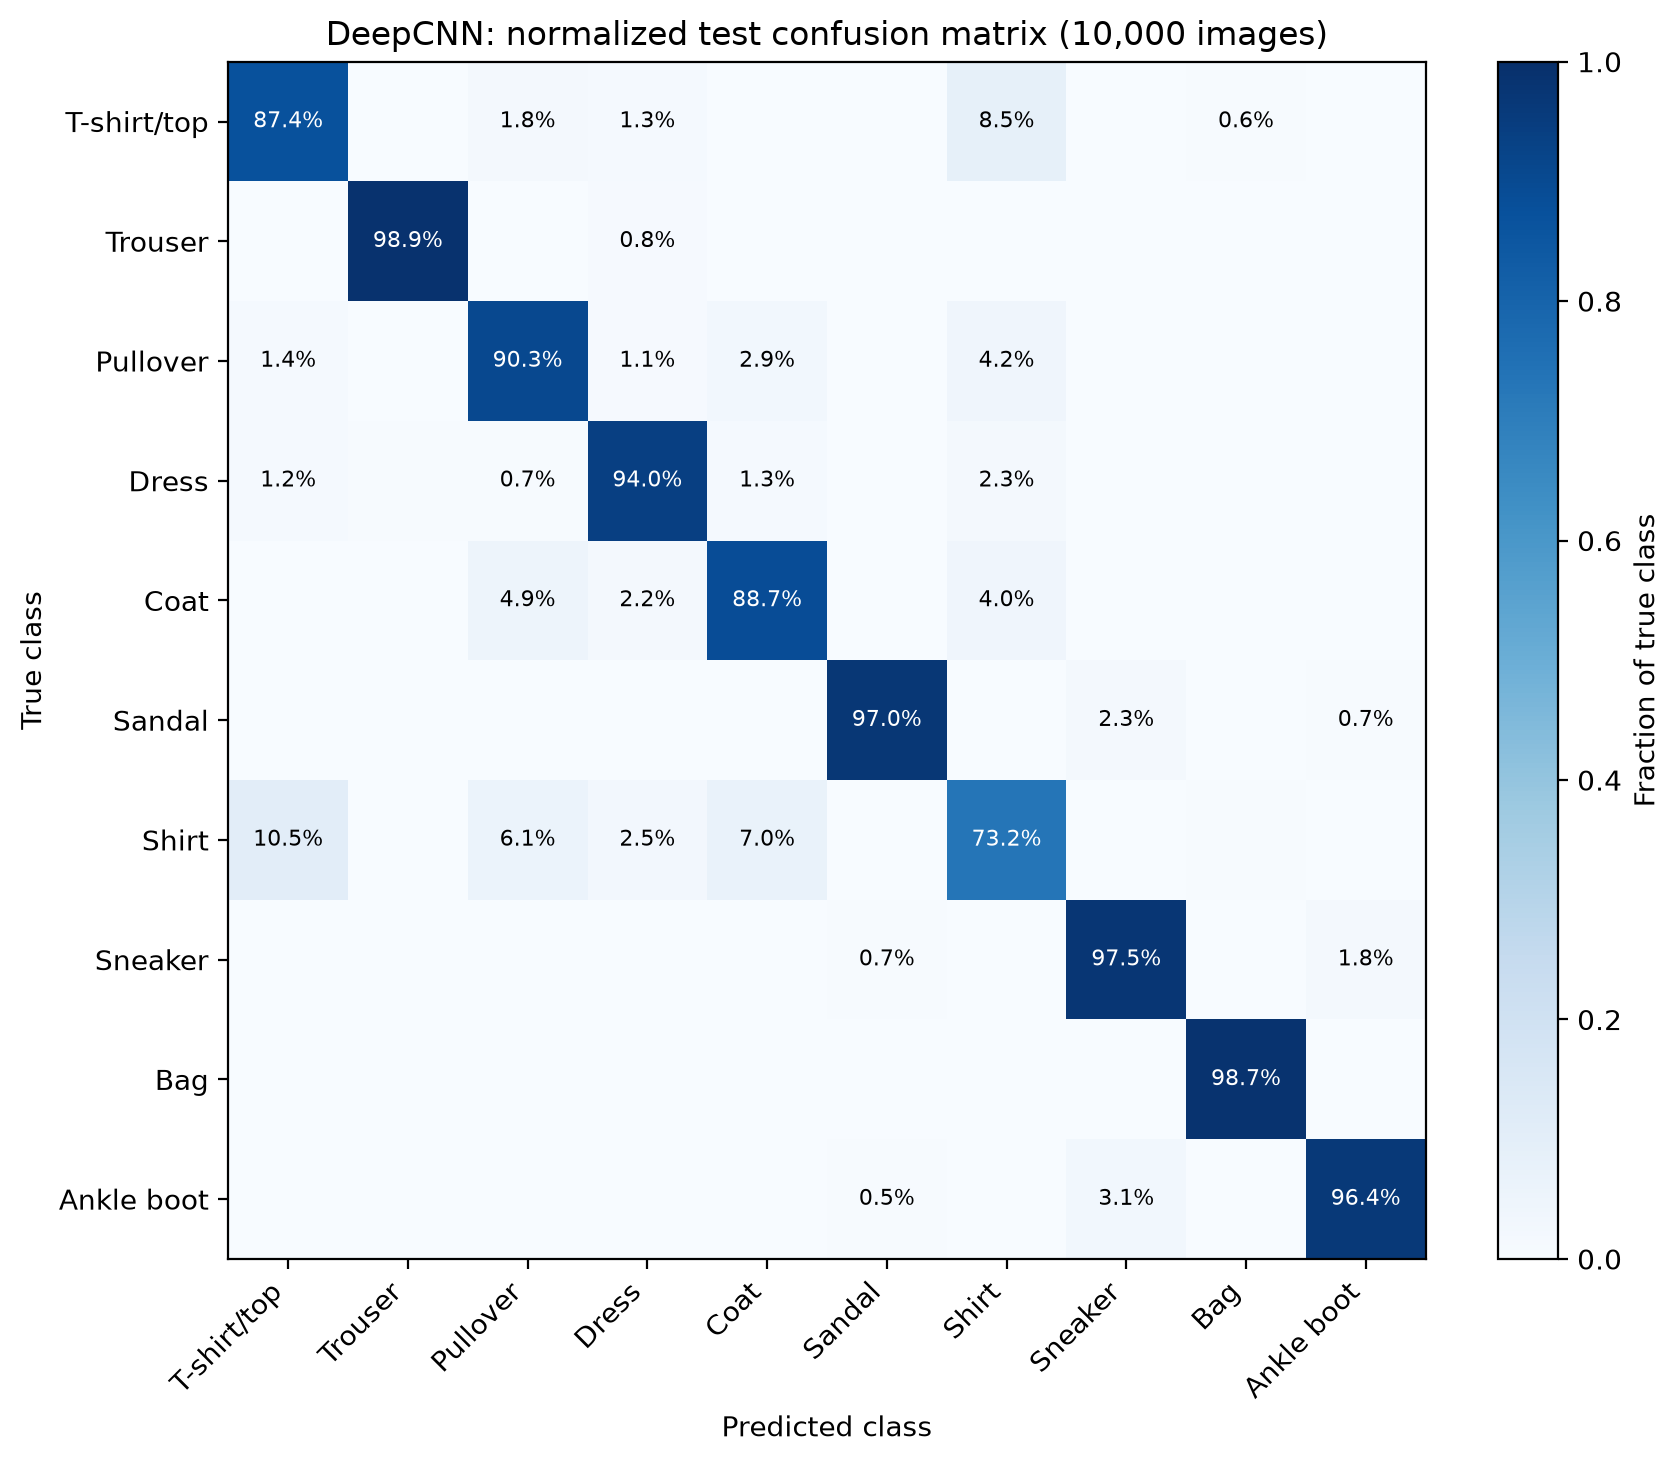 DeepCNN: normalized test confusion matrix (10,000 images)
T-shirt/top 87.4% 1.8% 1.3% 8.5% 0.6%
Trouser 98.9% 0.8%
Pullover 1.4% 90.3% 1.1% 2.9% 4.2%
Dress 1.2% 0.7% 94.0% 1.3% 2.3%
Coat 4.9% 2.2% 88.7% 4.0%
Sandal 97.0% 2.3% 0.7%
Shirt 10.5% 6.1% 2.5% 7.0% 73.2%
Sneaker 0.7% 97.5% 1.8%
Bag 98.7%
Ankle boot 0.5% 3.1% 96.4%
True class
T-shirt/top Trouser Pullover Dress Coat Sandal Shirt Sneaker Bag Ankle boot
Predicted class
1.0
0.8
0.6
0.4
0.2
0.0
Fraction of true class